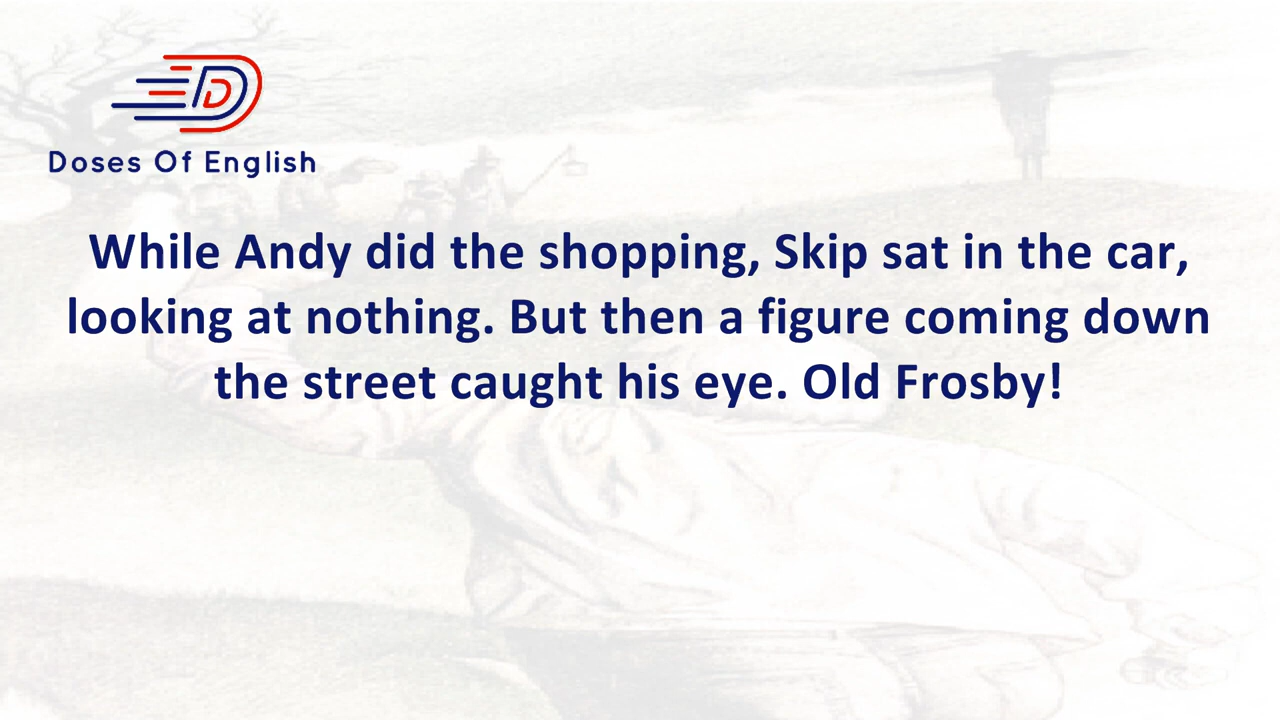 Doses Of English
While Andy did the shopping, Skip sat in the car,
looking at nothing. But then a figure coming down
the street caught his eye. Old Frosby!